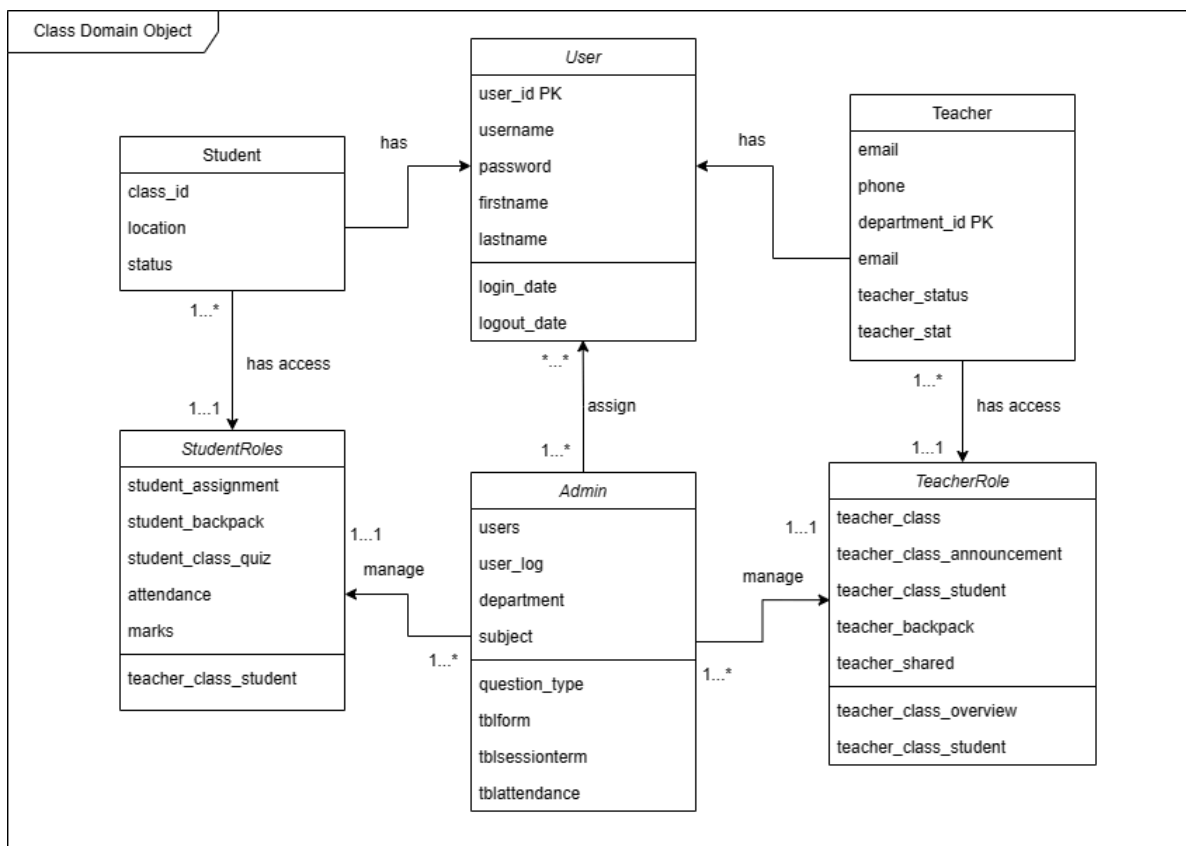 Class Domain Object
User
user_id PK
username
password
firstname
lastname
login_date
logout_date
Student
class_id
location
status
has
has
Teacher
email
phone
department_id PK
email
teacher_status
teacher_stat
1...*
has access
1...1
*...*
assign
1...*
1...*
has access
1...1
StudentRoles
student_assignment
student_backpack
student_class_quiz
attendance
marks
teacher_class_student
1...1
manage
1...*
Admin
users
user_log
department
subject
question_type
tblform
tblsessionterm
tblattendance
1...1
manage
1...*
TeacherRole
teacher_class
teacher_class_announcement
teacher_class_student
teacher_backpack
teacher_shared
teacher_class_overview
teacher_class_student